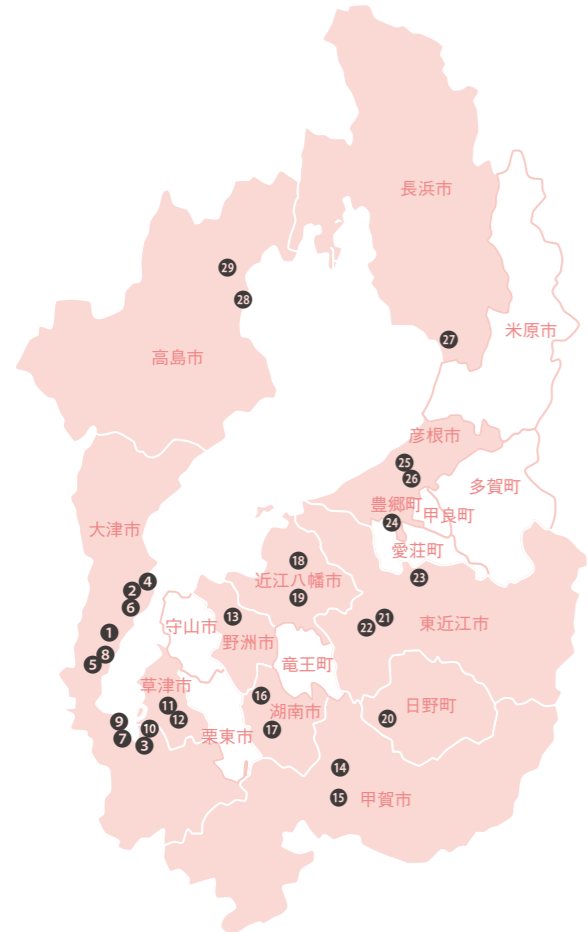 長浜市
29
28
27
米原市
高島市
彦根市
25
26
多賀町
豊郷町
甲良町
24
大津市
愛荘町
18
近江八幡市
4
2
23
19
6
13
21
守山市
野洲市
22
東近江市
1
8
竜王町
5
草津市
16
日野町
11
湖南市
9
12
20
10
17
栗東市
7
3
14
15
甲賀市